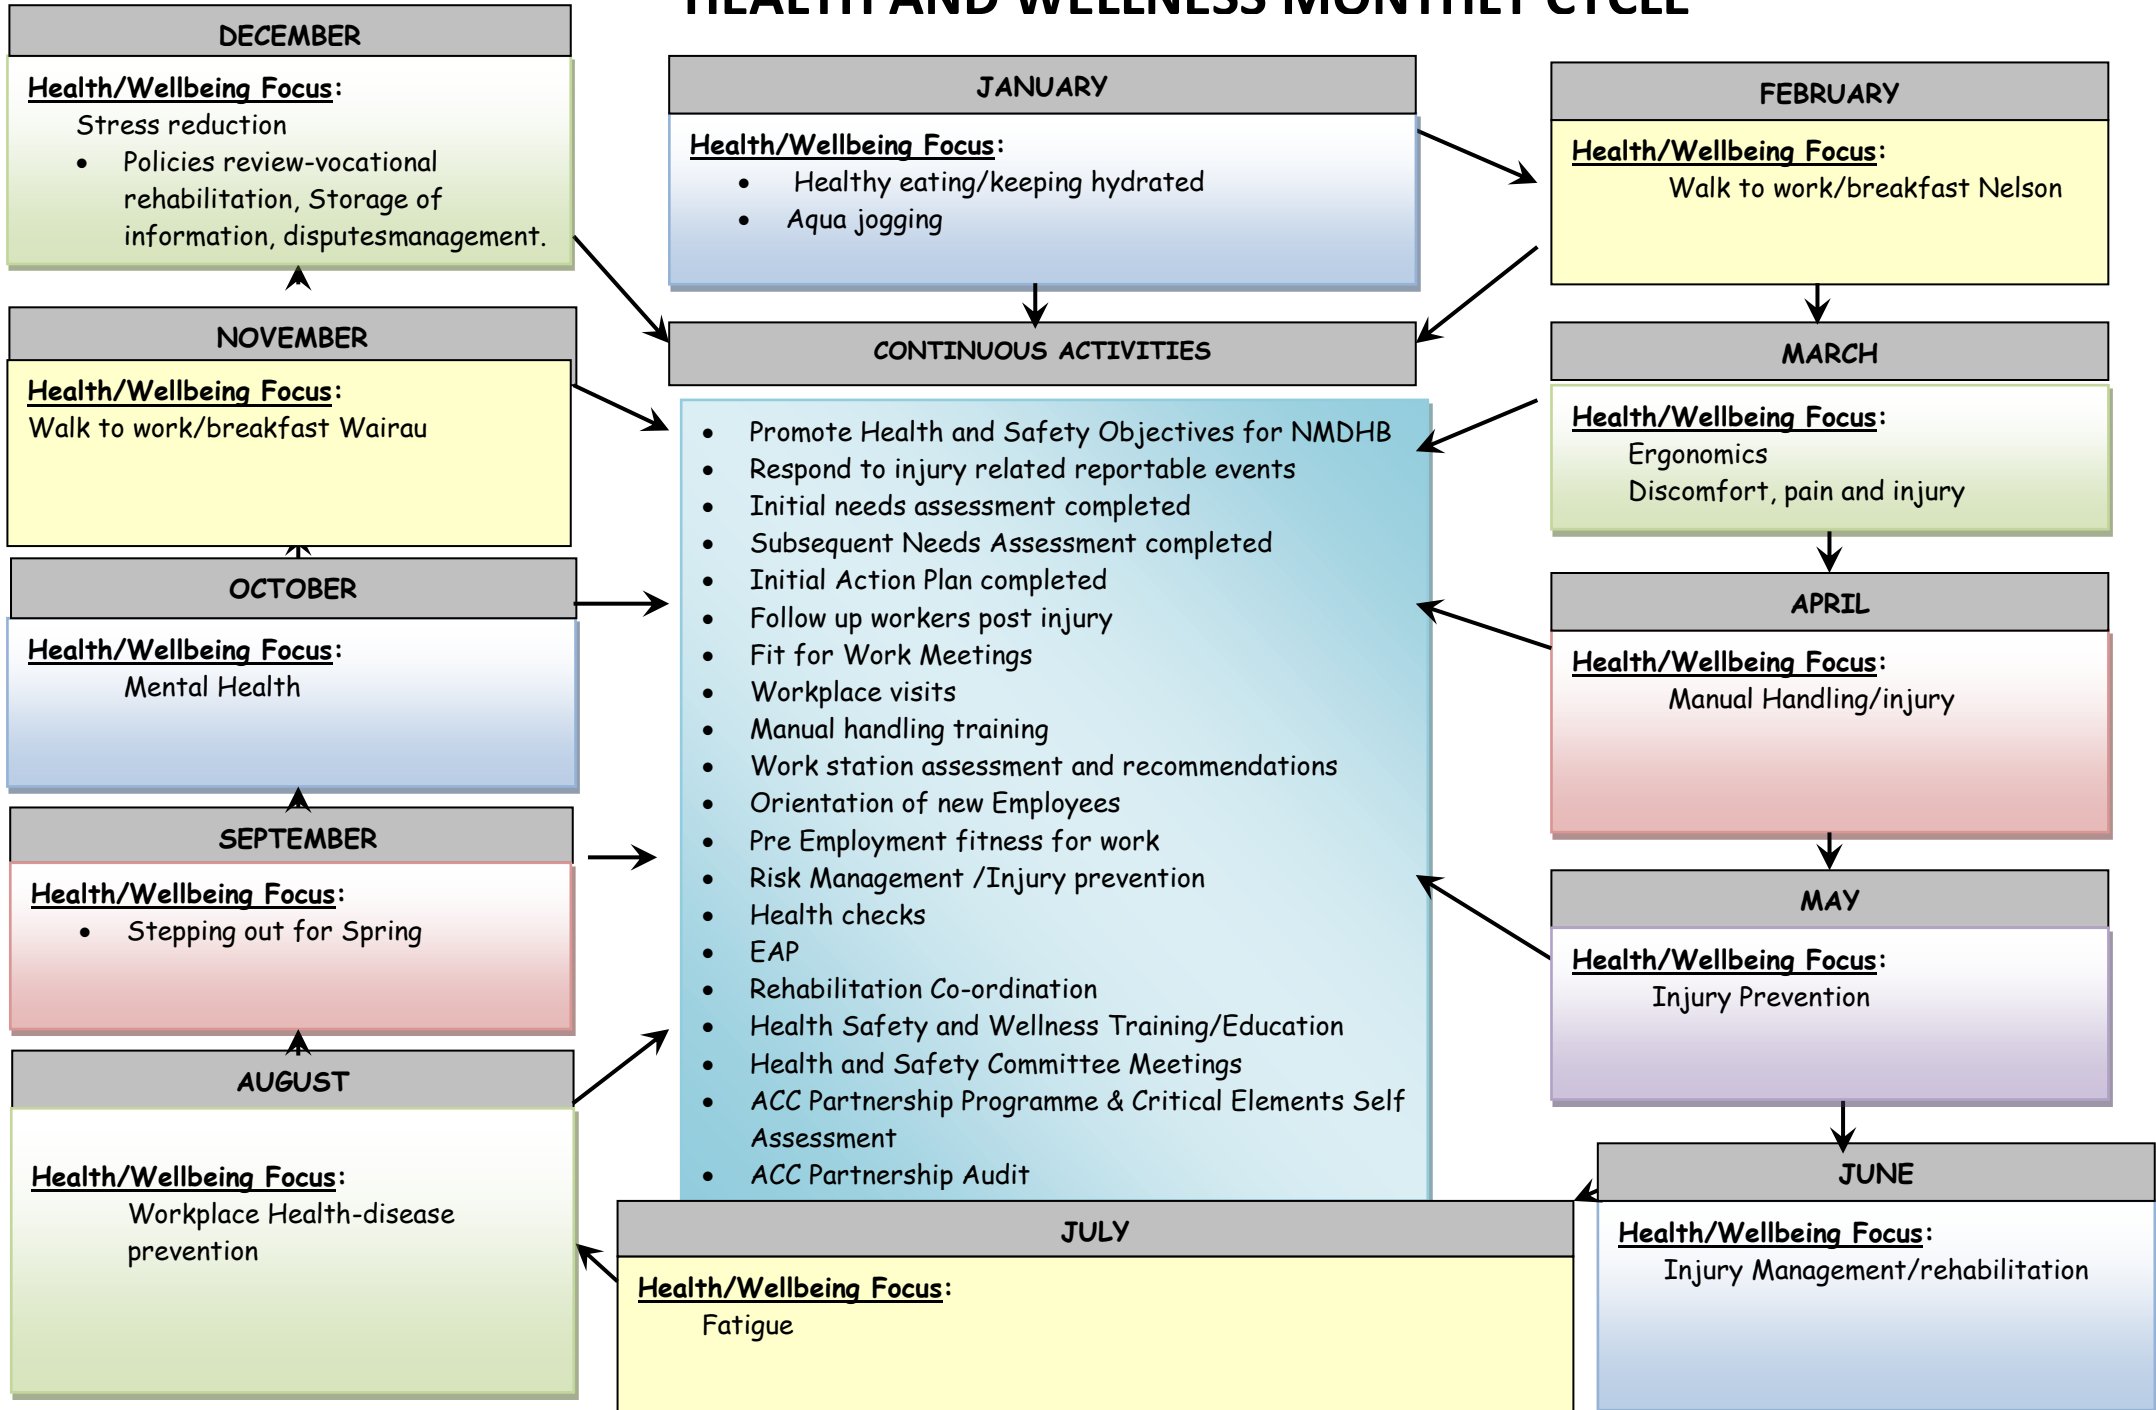 HEALTH AND WELLNESS MONTHLY CYCLE
DECEMBER
Health/Wellbeing Focus:
Stress reduction
• Policies review-vocational
rehabilitation, Storage of
information, disputesmanagement.
JANUARY
Health/Wellbeing Focus:
• Healthy eating/keeping hydrated
• Aqua jogging
FEBRUARY
Health/Wellbeing Focus:
Walk to work/breakfast Nelson
NOVEMBER
Health/Wellbeing Focus:
Walk to work/breakfast Wairau
CONTINUOUS ACTIVITIES
• Promote Health and Safety Objectives for NMDHB
• Respond to injury related reportable events
• Initial needs assessment completed
• Subsequent Needs Assessment completed
• Initial Action Plan completed
• Follow up workers post injury
• Fit for Work Meetings
• Workplace visits
• Manual handling training
• Work station assessment and recommendations
• Orientation of new Employees
• Pre Employment fitness for work
• Risk Management /Injury prevention
• Health checks
• EAP
• Rehabilitation Co-ordination
• Health Safety and Wellness Training/Education
• Health and Safety Committee Meetings
• ACC Partnership Programme & Critical Elements Self
Assessment
• ACC Partnership Audit
MARCH
Health/Wellbeing Focus:
Ergonomics
Discomfort, pain and injury
OCTOBER
Health/Wellbeing Focus:
Mental Health
APRIL
Health/Wellbeing Focus:
Manual Handling/injury
SEPTEMBER
Health/Wellbeing Focus:
• Stepping out for Spring
MAY
Health/Wellbeing Focus:
Injury Prevention
AUGUST
Health/Wellbeing Focus:
Workplace Health-disease
prevention
JULY
Health/Wellbeing Focus:
Fatigue
JUNE
Health/Wellbeing Focus:
Injury Management/rehabilitation